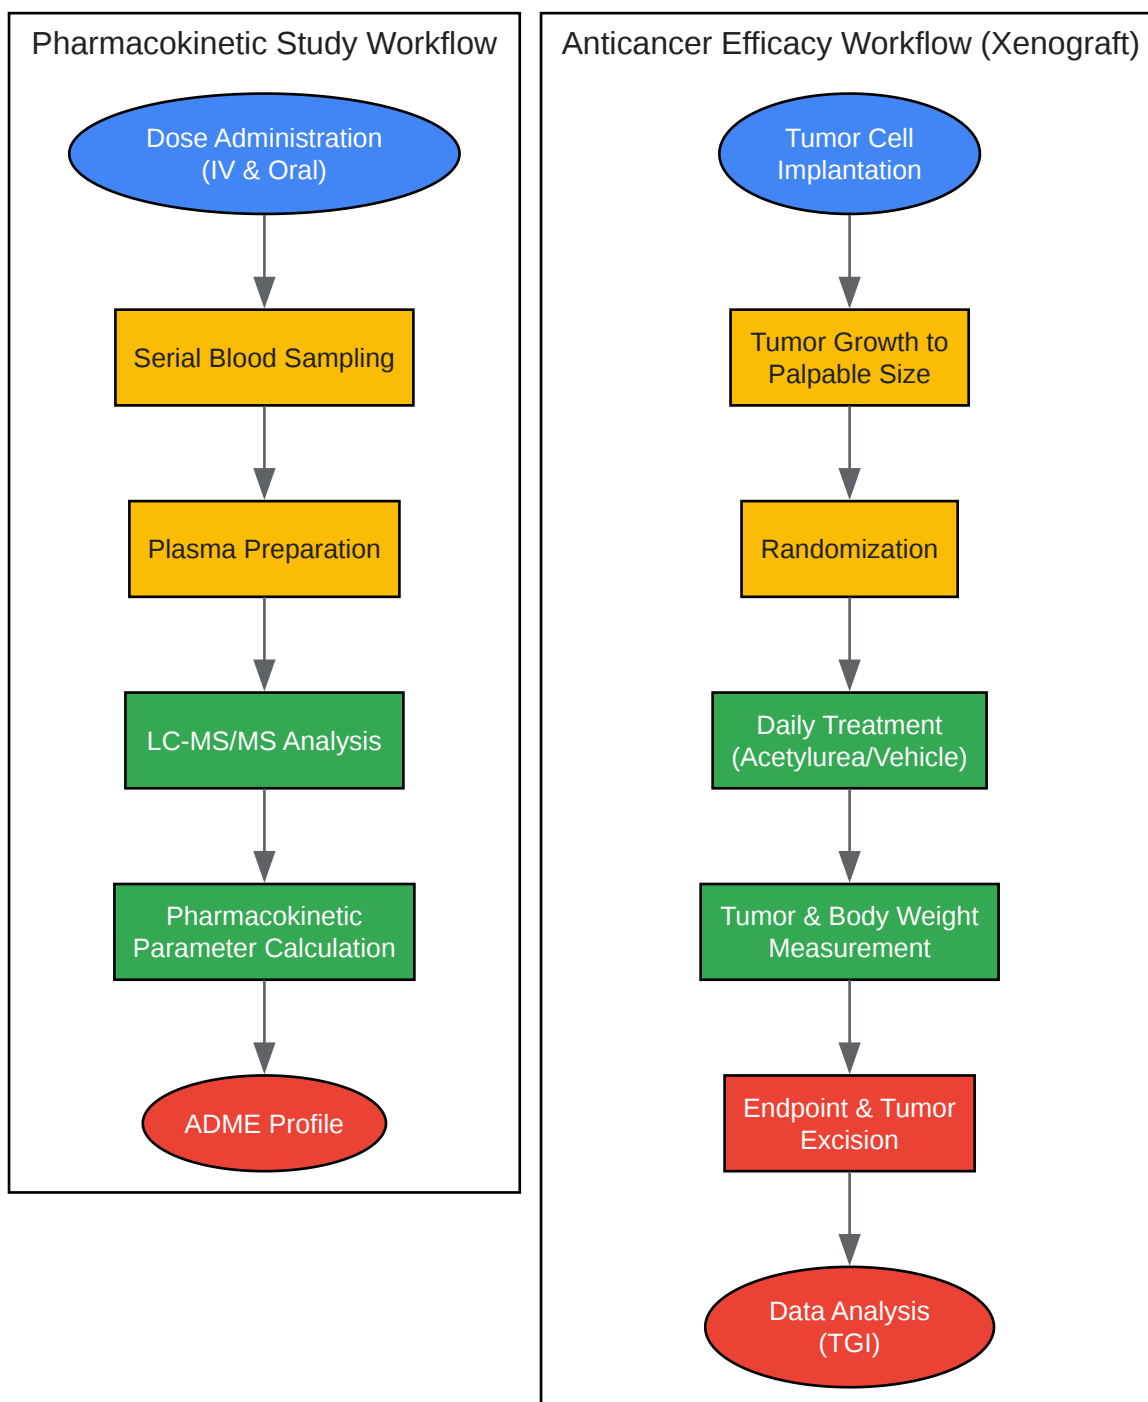 Pharmacokinetic Study Workflow
Dose Administration
(IV & Oral)
Serial Blood Sampling
Plasma Preparation
LC-MS/MS Analysis
Pharmacokinetic
Parameter Calculation
ADME Profile
Anticancer Efficacy Workflow (Xenograft)
Tumor Cell
Implantation
Tumor Growth to
Palpable Size
Randomization
Daily Treatment
(Acetylurea/Vehicle)
Tumor & Body Weight
Measurement
Endpoint & Tumor
Excision
Data Analysis
(TGI)